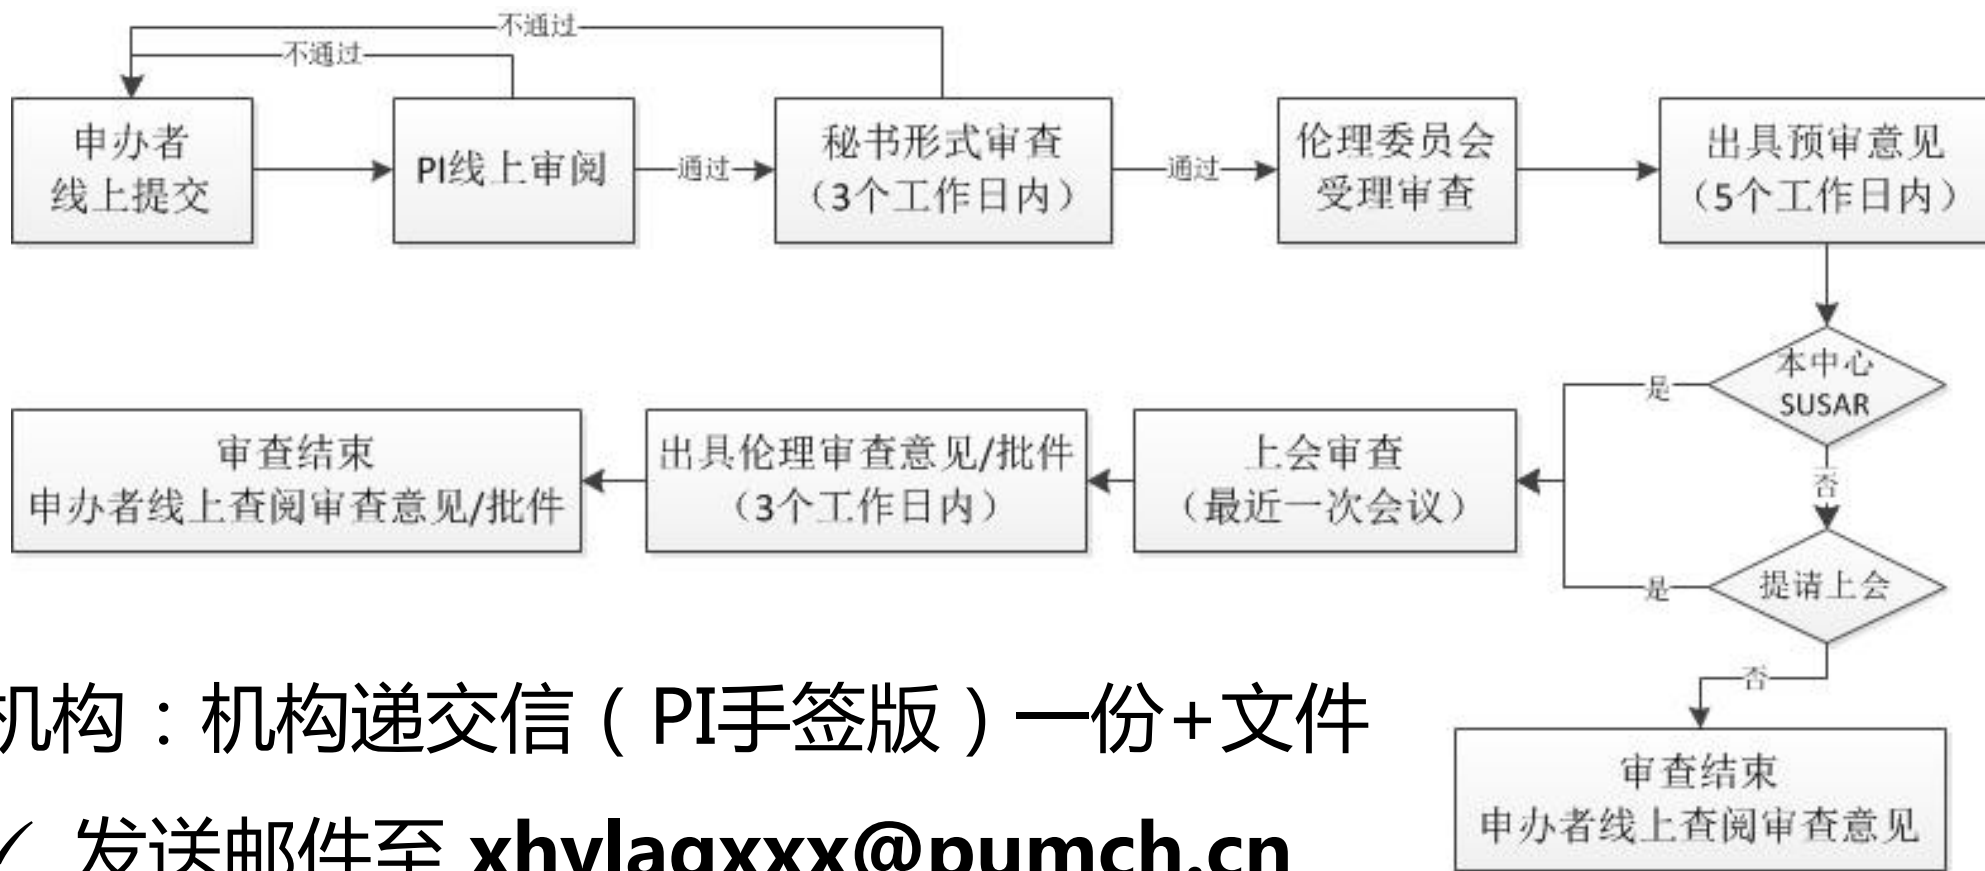 不通过
不通过
申办者
线上提交
PI线上审阅
通过
秘书形式审查
（3个工作日内）
通过
伦理委员会
受理审查
出具预审意见
（5个工作日内）
本中心
SUSAR
是
否
提请上会
是
否
上会审查
（最近一次会议）
出具伦理审查意见/批件
（3个工作日内）
审查结束
申办者线上查阅审查意见/批件
审查结束
申办者线上查阅审查意见
机构：机构递交信（PI手签版）一份+文件
✓ 发送邮件至 xhylaqxxx@pumch.cn